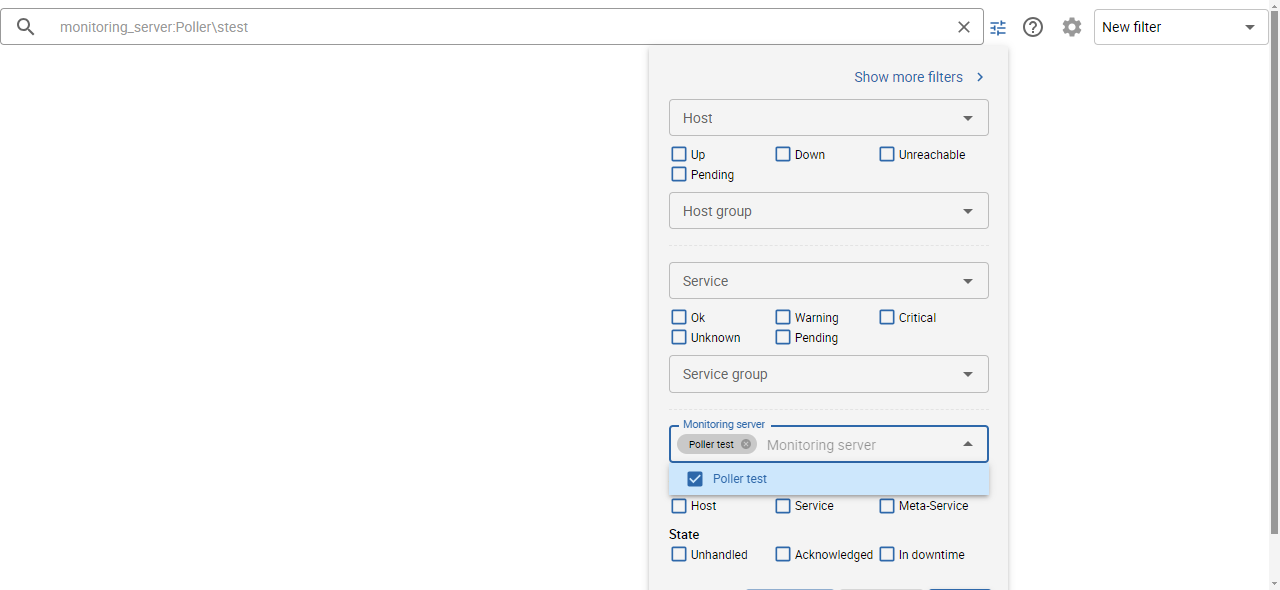 monitoring_server:Poller\stest
New filter
Show more filters
Host
Up Down Unreachable
Pending
Host group
Service
Ok Warning Critical
Unknown Pending
Service group
Monitoring server
Poller test Monitoring server
Poller test
Host Service Meta-Service
State
Unhandled Acknowledged In downtime